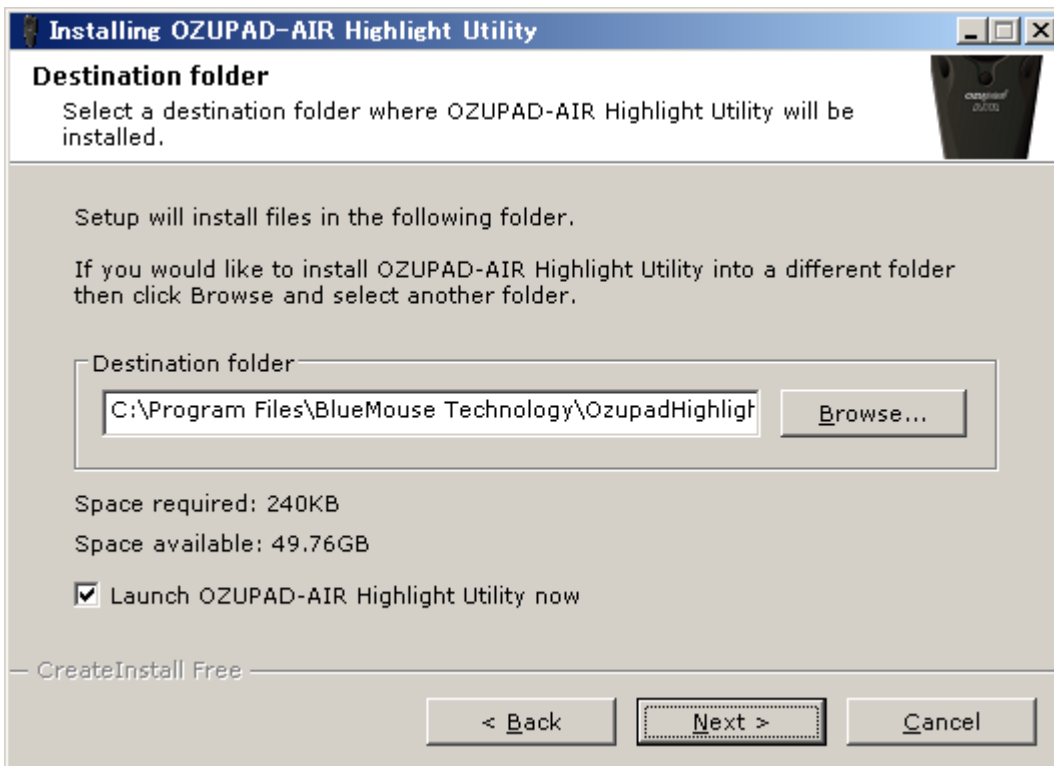 Installing OZUPAD-AIR Highlight Utility
Destination folder
Select a destination folder where OZUPAD-AIR Highlight Utility will be
installed.
ozupad
Setup will install files in the following folder.
If you would like to install OZUPAD-AIR Highlight Utility into a different folder
then click Browse and select another folder.
Destination folder
C:\Program Files\BlueMouse Technology\OzupadHighligh
Browse...
Space required: 240KB
Space available: 49.76GB
Launch OZUPAD-AIR Highlight Utility now
CreateInstall Free
< Back
Next >
Cancel